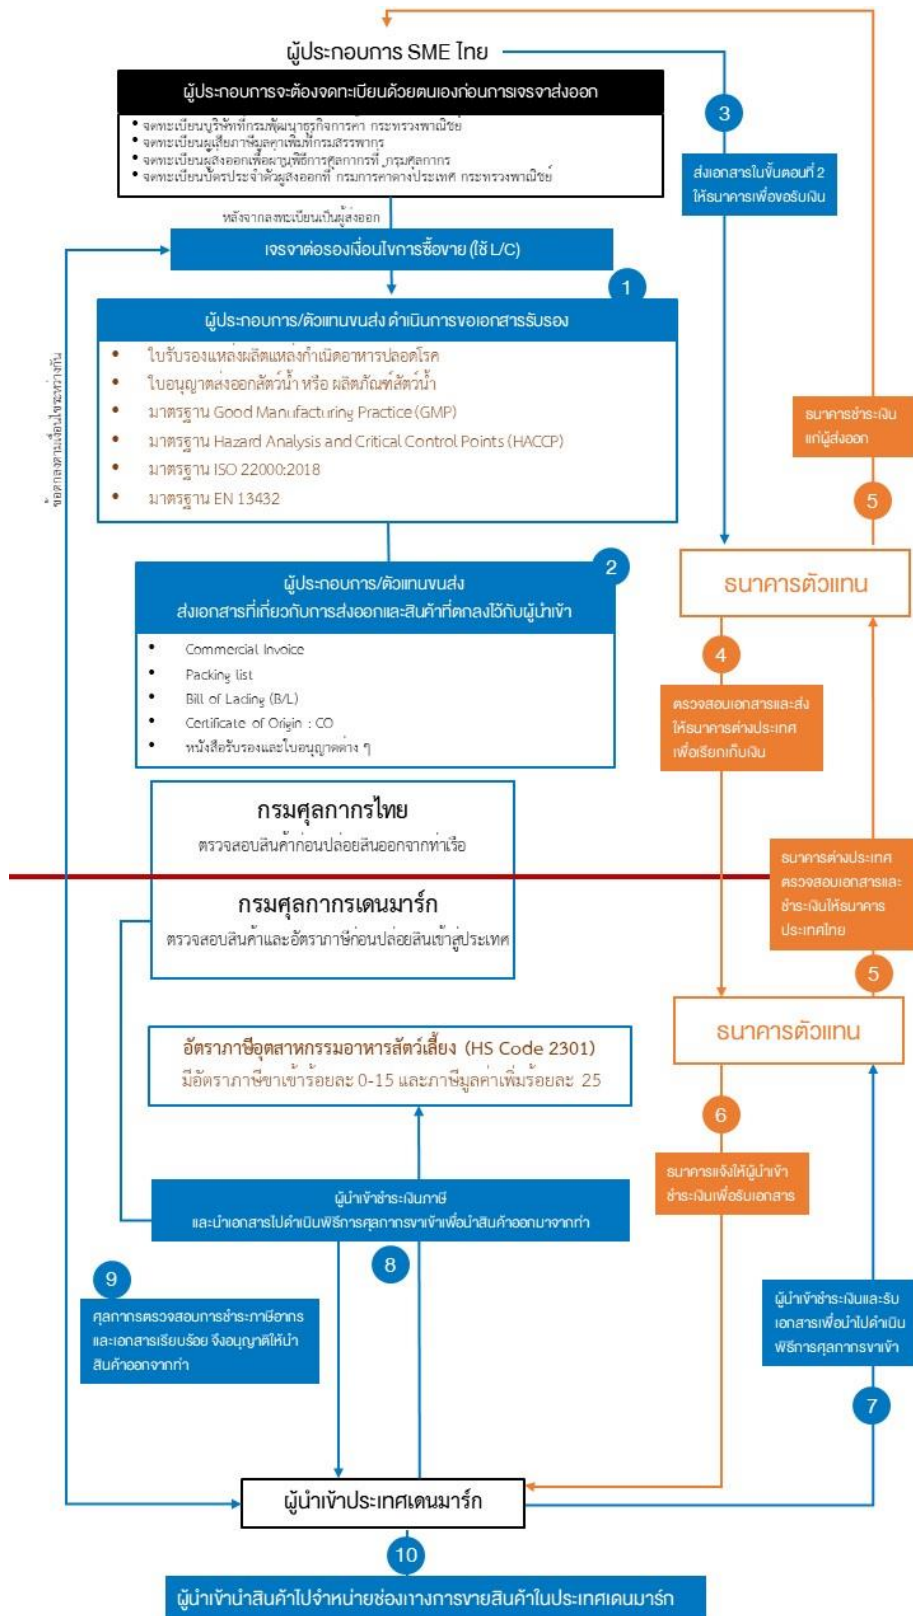 ผู้ประกอบการ SME ไทย
ผู้ประกอบการจะต้องจดทะเบียนด้วยตนเองก่อนการเจรจาส่งออก
• จดทะเบียนบริษัทที่กรมพัฒนาธุรกิจการค้า กระทรวงพาณิชย์
• จดทะเบียนผู้เสียภาษีมูลค่าเพิ่มที่กรมสรรพากร
• จดทะเบียนผู้ส่งออกเพื่อผ่านพิธีการศุลกากรที่ กรมศุลกากร
• จดทะเบียนบัตรประจำตัวผู้ส่งออกที่ กรมการค้าต่างประเทศ กระทรวงพาณิชย์
3
ส่งเอกสารในขั้นตอนที่ 2
ให้ธนาคารเพื่อขอรับเงิน
หลังจากลงทะเบียนเป็นผู้ส่งออก
เจรจาต่อรองเงื่อนไขการซื้อขาย (ใช้ L/C)
1
ผู้ประกอบการ/ตัวแทนขนส่ง ดำเนินการขอเอกสารรับรอง
• ใบรับรองแหล่งผลิตแหล่งกำเนิดอาหารปลอดโรค
• ใบอนุญาตส่งออกสัตว์น้ำ หรือ ผลิตภัณฑ์สัตว์น้ำ
• มาตรฐาน Good Manufacturing Practice (GMP)
• มาตรฐาน Hazard Analysis and Critical Control Points (HACCP)
• มาตรฐาน ISO 22000:2018
• มาตรฐาน EN 13432
ข้อตกลงตามเงื่อนไขระหว่างกัน
ธนาคารชำระเงิน
แก่ผู้ส่งออก
5
ธนาคารตัวแทน
2
ผู้ประกอบการ/ตัวแทนขนส่ง
ส่งเอกสารที่เกี่ยวกับการส่งออกและสินค้าที่ตกลงไว้กับผู้นำเข้า
• Commercial Invoice
• Packing list
• Bill of Lading (B/L)
• Certificate of Origin : CO
• หนังสือรับรองและใบอนุญาตต่าง ๆ
4
ตรวจสอบเอกสารและส่ง
ให้ธนาคารต่างประเทศ
เพื่อเรียกเก็บเงิน
กรมศุลกากรไทย
ตรวจสอบสินค้าก่อนปล่อยสินออกจากท่าเรือ
กรมศุลกากรเดนมาร์ก
ตรวจสอบสินค้าและอัตราภาษีก่อนปล่อยสินเข้าสู่ประเทศ
ธนาคารต่างประเทศ
ตรวจสอบเอกสารและ
ชำระเงินให้ธนาคาร
ประเทศไทย
5
ธนาคารตัวแทน
อัตราภาษีอุตสาหกรรมอาหารสัตว์เลี้ยง (HS Code 2301)
มีอัตราภาษีขาเข้าร้อยละ 0-15 และภาษีมูลค่าเพิ่มร้อยละ 25
6
ธนาคารแจ้งให้ผู้นำเข้า
ชำระเงินเพื่อรับเอกสาร
ผู้นำเข้าชำระเงินภาษี
และนำเอกสารไปดำเนินพิธีการศุลกากรขาเข้าเพื่อนำสินค้าออกมาจากท่า
8
9
ศุลกากรตรวจสอบการชำระภาษีอากร
และเอกสารเรียบร้อย จึงอนุญาติให้นำ
สินค้าออกจากท่า
ผู้นำเข้าชำระเงินและรับ
เอกสารเพื่อนำไปดำเนิน
พิธีการศุลกากรขาเข้า
7
ผู้นำเข้าประเทศเดนมาร์ก
10
ผู้นำเข้านำสินค้าไปจำหน่ายช่องทางการขายสินค้าในประเทศเดนมาร์ก